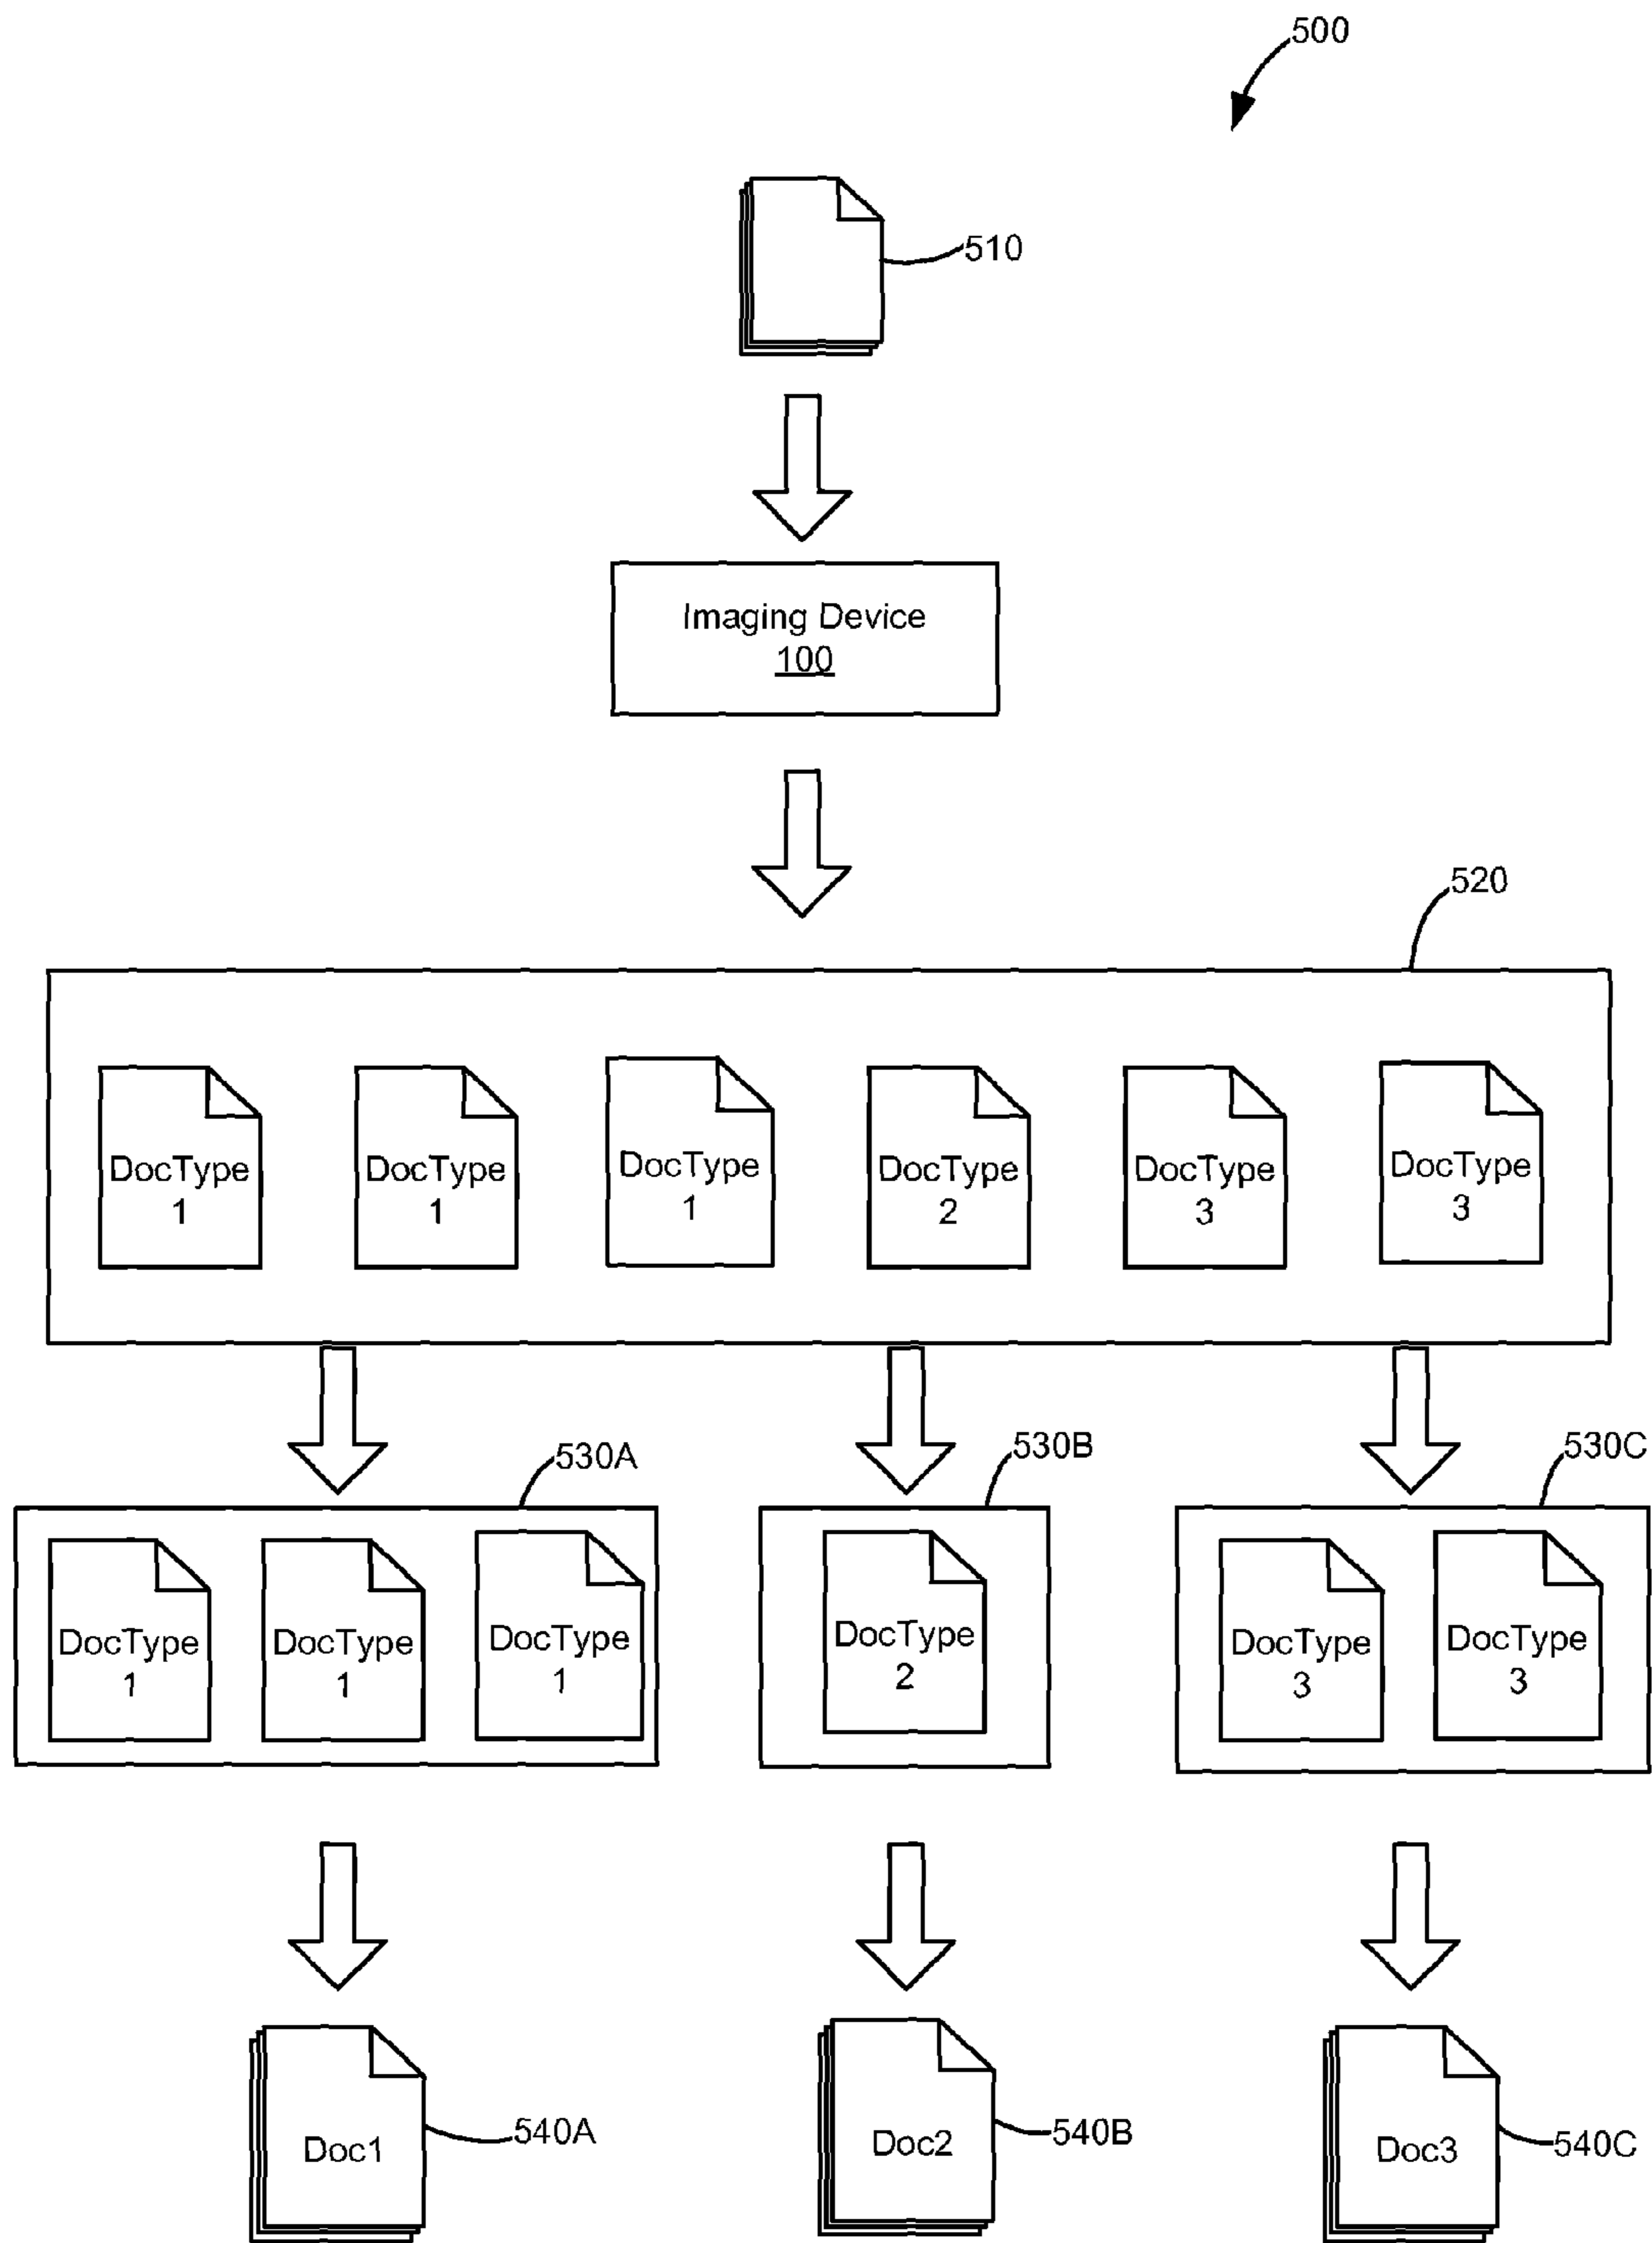 500
510
Imaging Device
100
520
DocType
1
DocType
1
DocType
1
DocType
2
DocType
3
DocType
3
530A
530B
530C
DocType
1
DocType
1
DocType
1
DocType
2
DocType
3
DocType
3
Doc1
540A
Doc2
540B
Doc3
540C